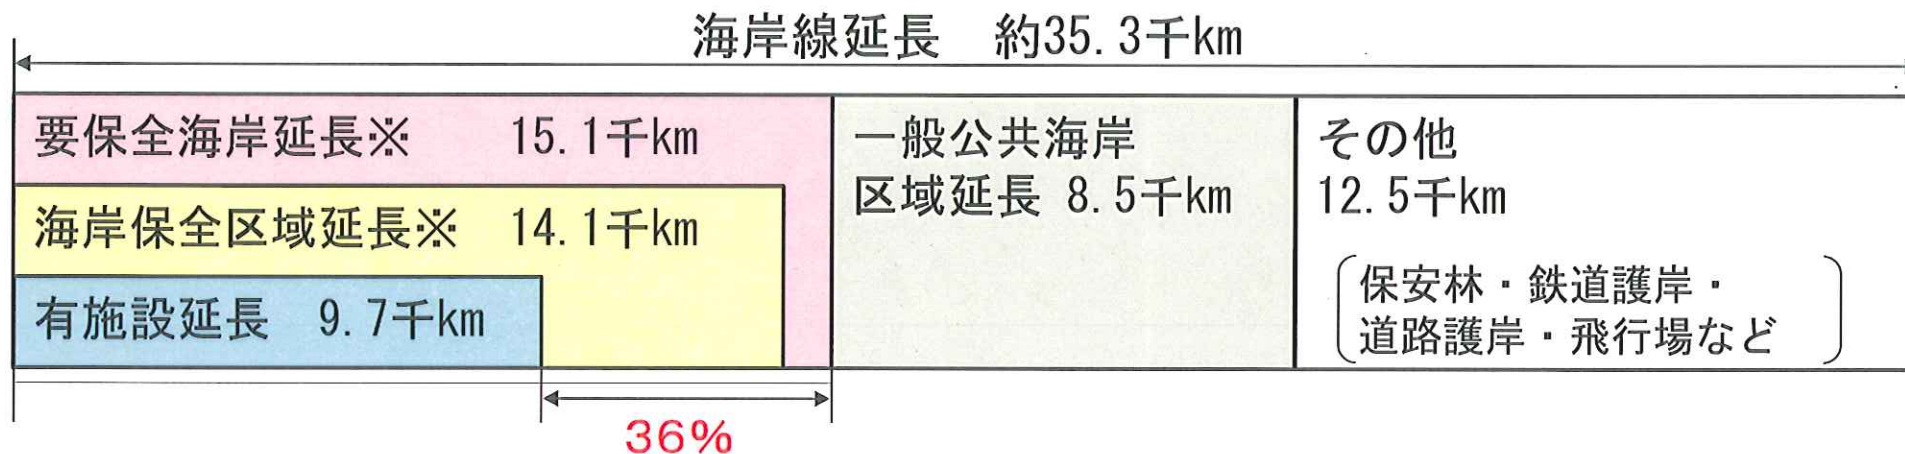 海岸線延長　約35.3千km
要保全海岸延長※　15.1千km
海岸保全区域延長※　14.1千km
有施設延長　9.7千km
36%
一般公共海岸
区域延長 8.5千km
その他
12.5千km
保安林・鉄道護岸・
道路護岸・飛行場など